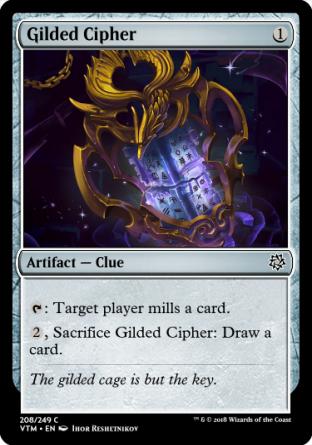 Gilded Cipher 1
Artifact — Clue
: Target player mills a card.
2, Sacrifice Gilded Cipher: Draw a
card.
The gilded cage is but the key.
208/249 C
VTM • EN Ihor Reshetnikov
™ & © 2018 Wizards of the Coast